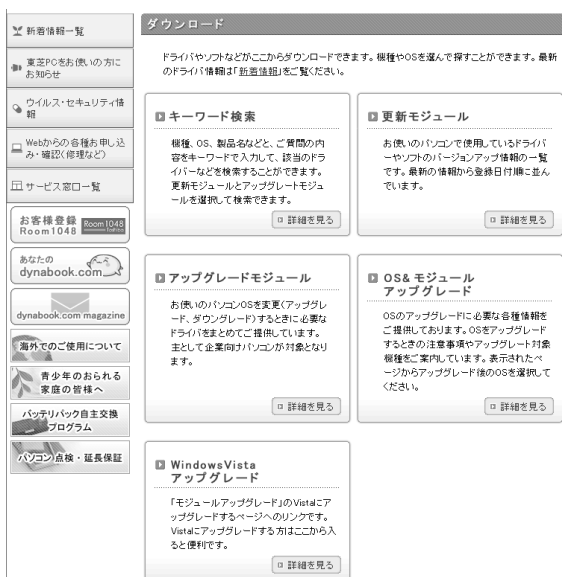 新着情報一覧
東芝PCをお使いの方に
お知らせ
ウイルス・セキュリティ情
報
Webからの各種お申し込
み・確認(修理など)
サービス窓口一覧
お客様登録
Room1048
Room1048
あなたの
dynabook.com
dynabook.com magazine
海外でのご使用について
青少年のおられる
家庭の皆様へ
バッテリパック自主交換
プログラム
パソコン点検・延長保証
ダウンロード
ドライバやソフトなどがここからダウンロードできます。機種やOSを選んで探すことができます。最新
のドライバ情報は「新着情報」をご覧ください。
キーワード検索
機種、OS、製品名などと、ご質問の内
容をキーワードで入力して、該当のドラ
イバーなどを検索することができます。
更新モジュールとアップグレードモジュ
ールを選択して検索できます。
詳細を見る
更新モジュール
お使いのパソコンで使用しているドライバ
ーやソフトのバージョンアップ情報の一覧
です。最新の情報から登録日付順に並ん
でいます。
詳細を見る
アップグレードモジュール
お使いのパソコンOSを変更(アップグレ
ード、ダウングレード)するときに必要な
ドライバをまとめてご提供しています。
主として企業向けパソコンが対象となり
ます。
詳細を見る
OS&モジュール
アップグレード
OSのアップグレードに必要な各種情報を
ご提供しております。OSをアップグレード
するときの注意事項やアップグレート対象
機種をご案内しています。表示されたペ
ージからアップグレード後のOSを選択して
ください。
詳細を見る
WindowsVista
アップグレード
「モジュールアップグレード」のVistaにア
ップグレードするページへのリンクです。
Vistaにアップグレードする方はここから入
ると便利です。
詳細を見る